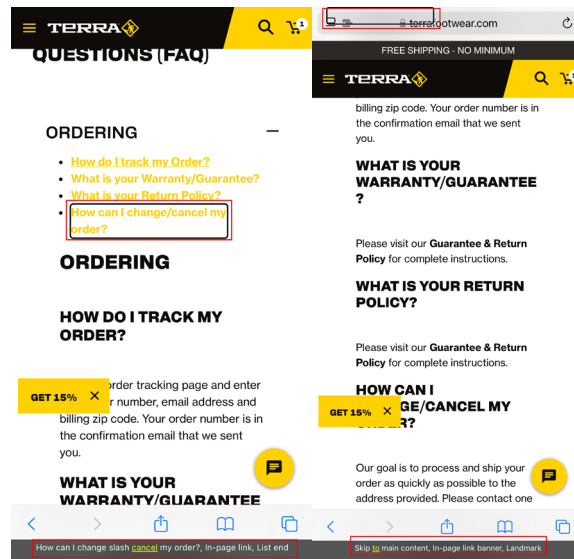 TERRA
1
QUESTIONS (FAQ)
ORDERING
How do I track my Order?
What is your Warranty/Guarantee?
What is your Return Policy?
How can I change/cancel my
order?
ORDERING
HOW DO I TRACK MY
ORDER?
order tracking page and enter
number, email address and
billing zip code. Your order number is in
the confirmation email that we sent
you.
GET 15% ×
WHAT IS YOUR
WARRANTY/GUARANTEE
How can I change slash cancel my order?, In-page link, List end
terrafootwear.com
FREE SHIPPING - NO MINIMUM
TERRA
billing zip code. Your order number is in
the confirmation email that we sent
you.
WHAT IS YOUR
WARRANTY/GUARANTEE
?
Please visit our Guarantee & Return
Policy for complete instructions.
WHAT IS YOUR RETURN
POLICY?
Please visit our Guarantee & Return
Policy for complete instructions.
HOW CAN I
GE/CANCEL MY
GET 15% ×
Our goal is to process and ship your
order as quickly as possible to the
address provided. Please contact one
Skip to main content, In-page link banner, Landmark